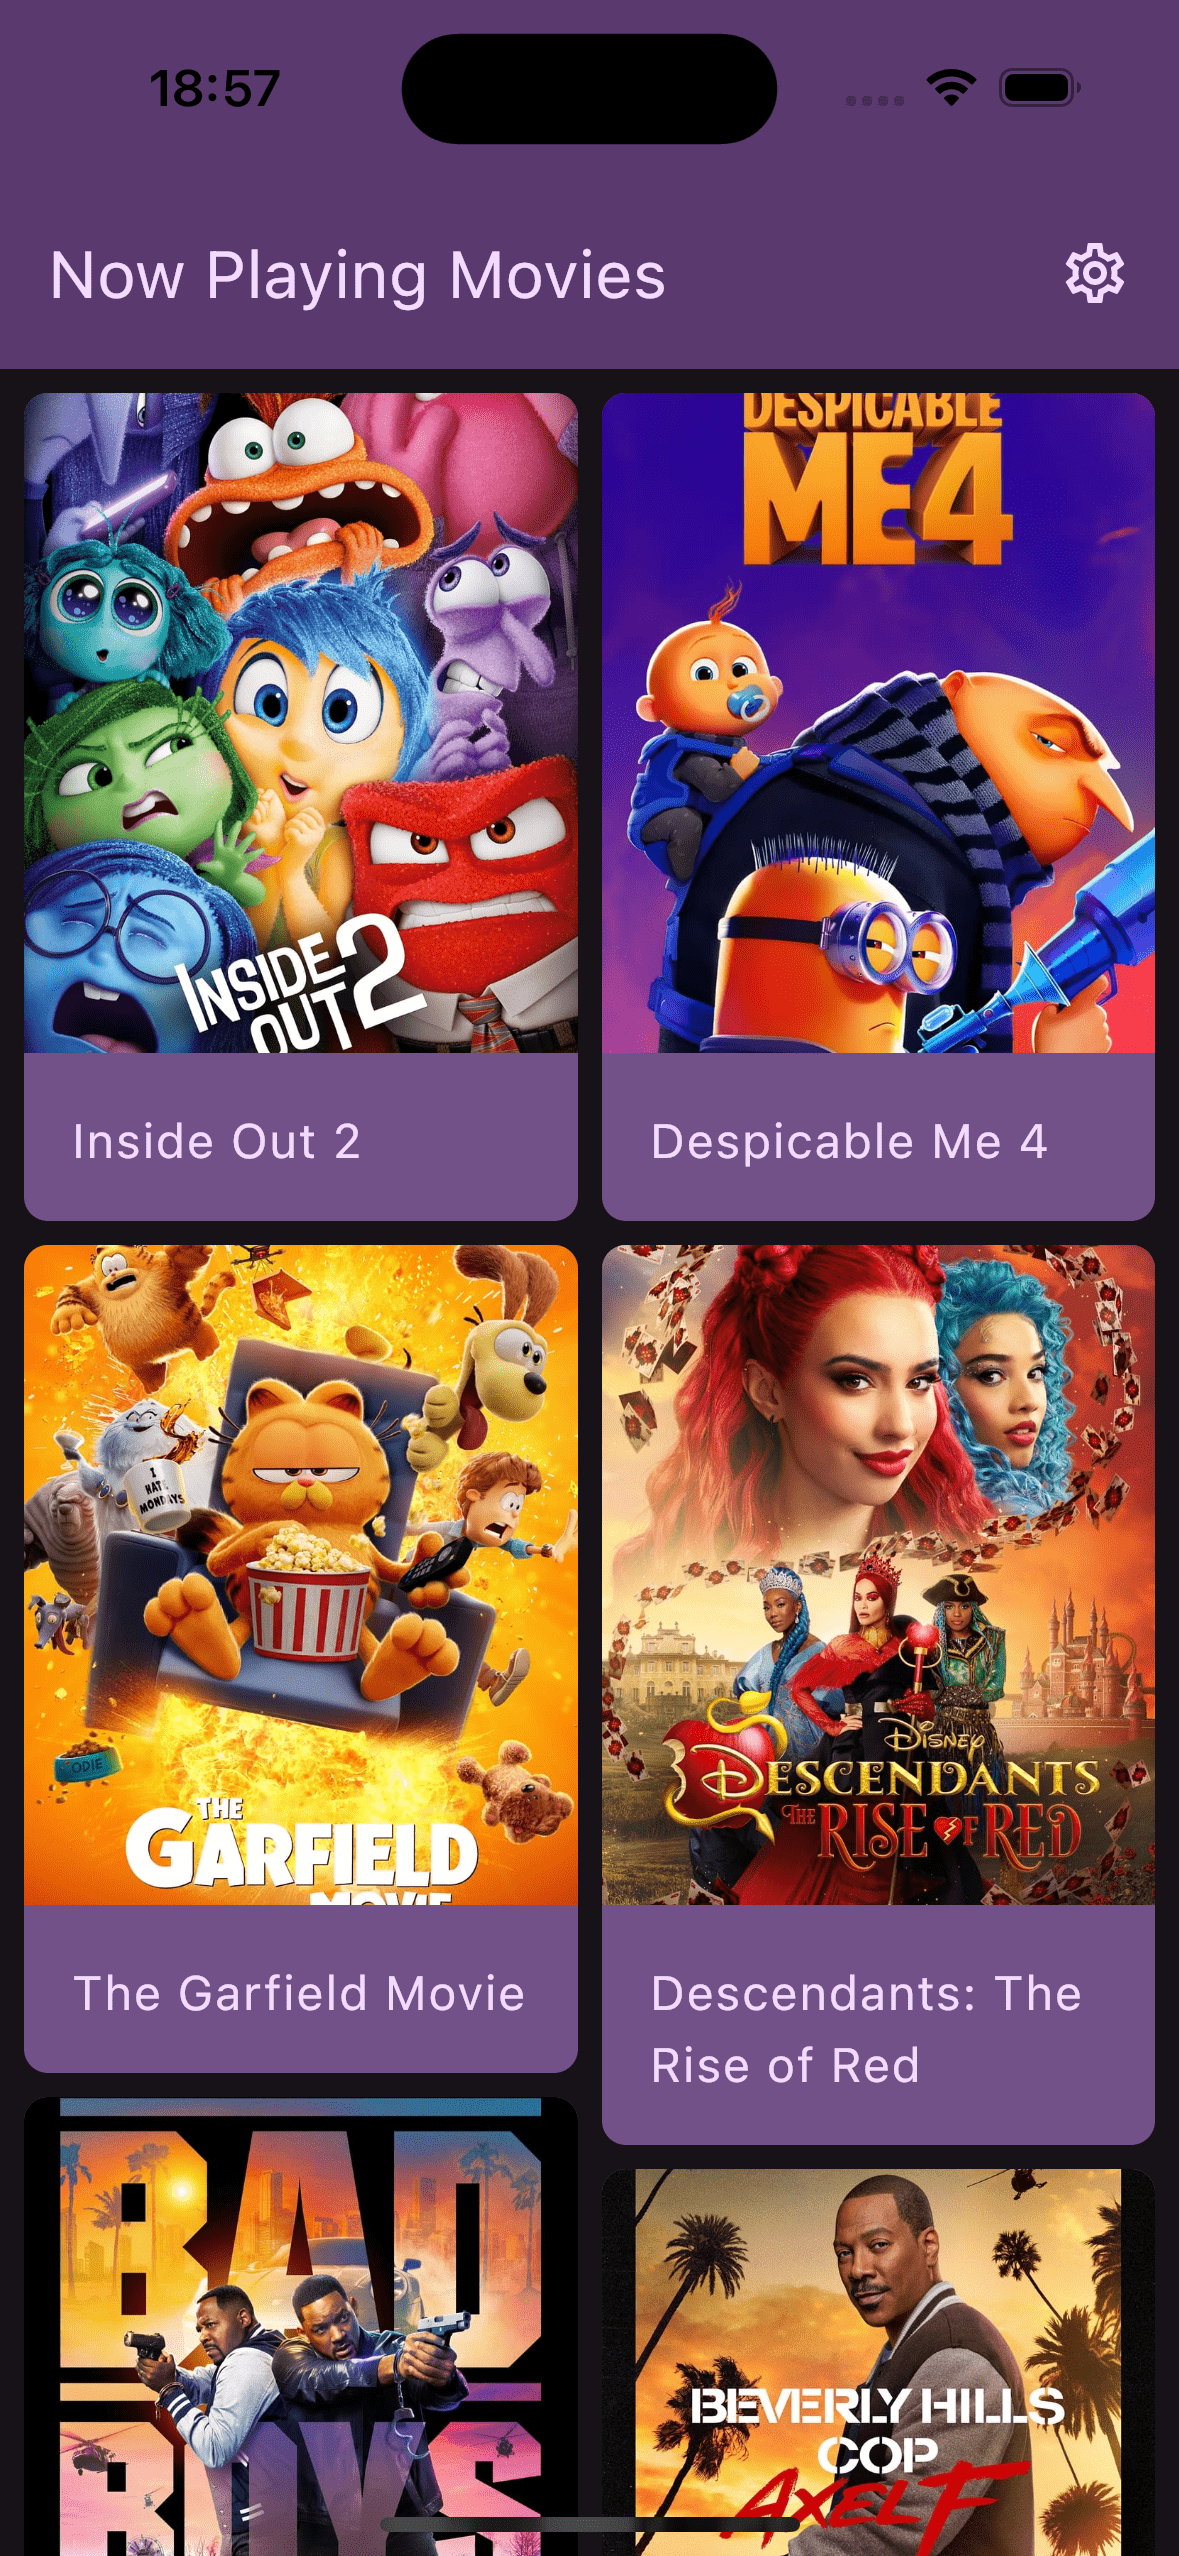 18:57
Now Playing Movies
INSIDE
OUT 2
Inside Out 2
DESPICABLE
ME 4
Despicable Me 4
I
HATE
MONDAYS
ODIE
THE
GARFIELD
MOVIE
The Garfield Movie
DISNEY
DESCENDANTS
THE RISE OF RED
Descendants: The
Rise of Red
BAD
BOYS
BEVERLY HILLS
COP
AXEL F